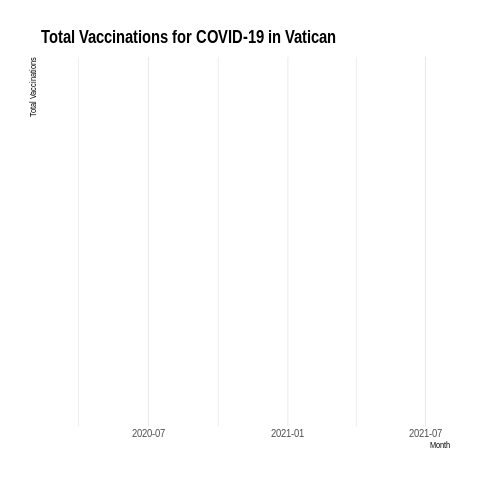 Total Vaccinations for COVID-19 in Vatican
Total Vaccinations
2020-07
2021-01
2021-07
Month